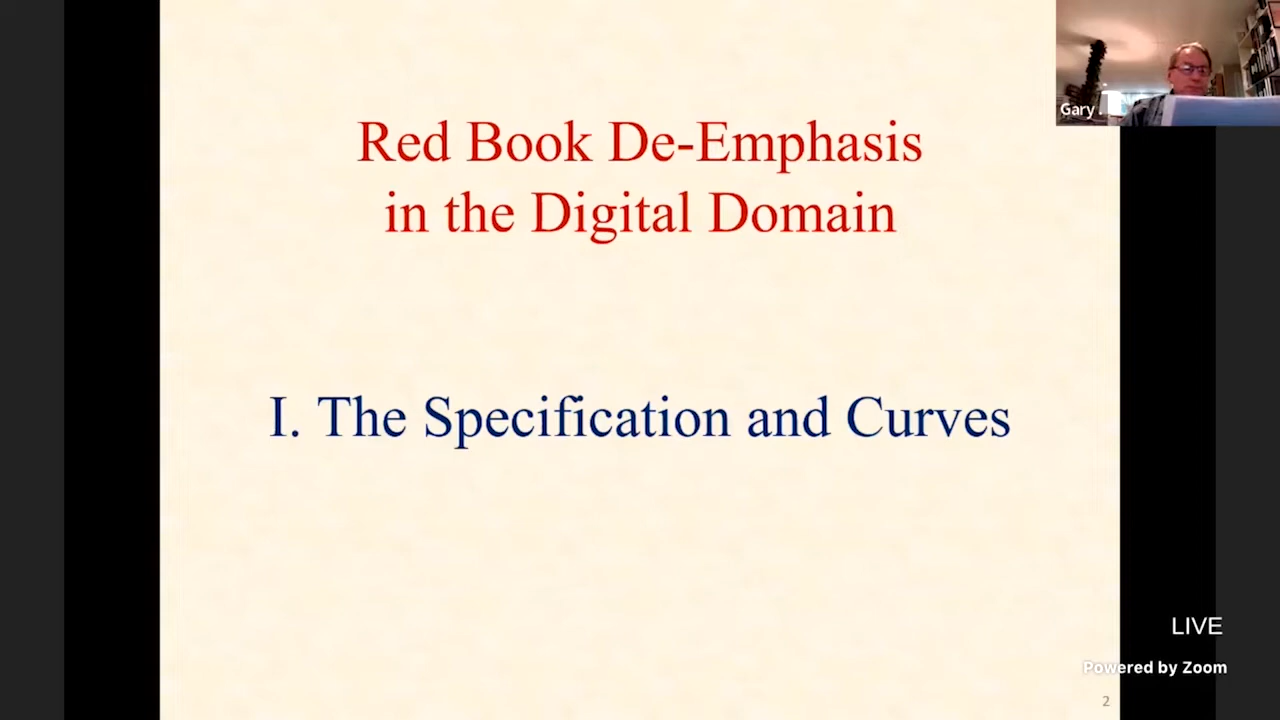 Red Book De-Emphasis
in the Digital Domain
I. The Specification and Curves
Gary
LIVE
Powered by Zoom
2